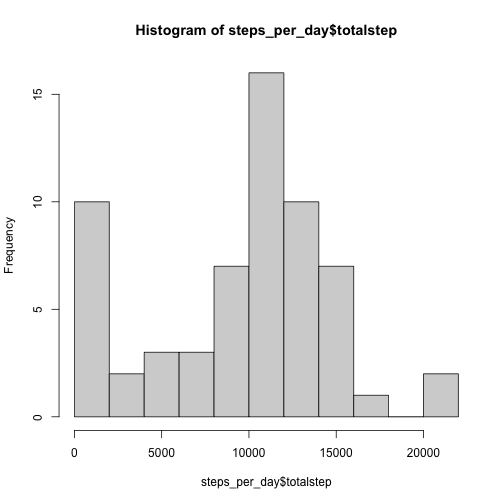 Histogram of steps_per_day$totalstep
15
10
5
0
Frequency
0 5000 10000 15000 20000
steps_per_day$totalstep